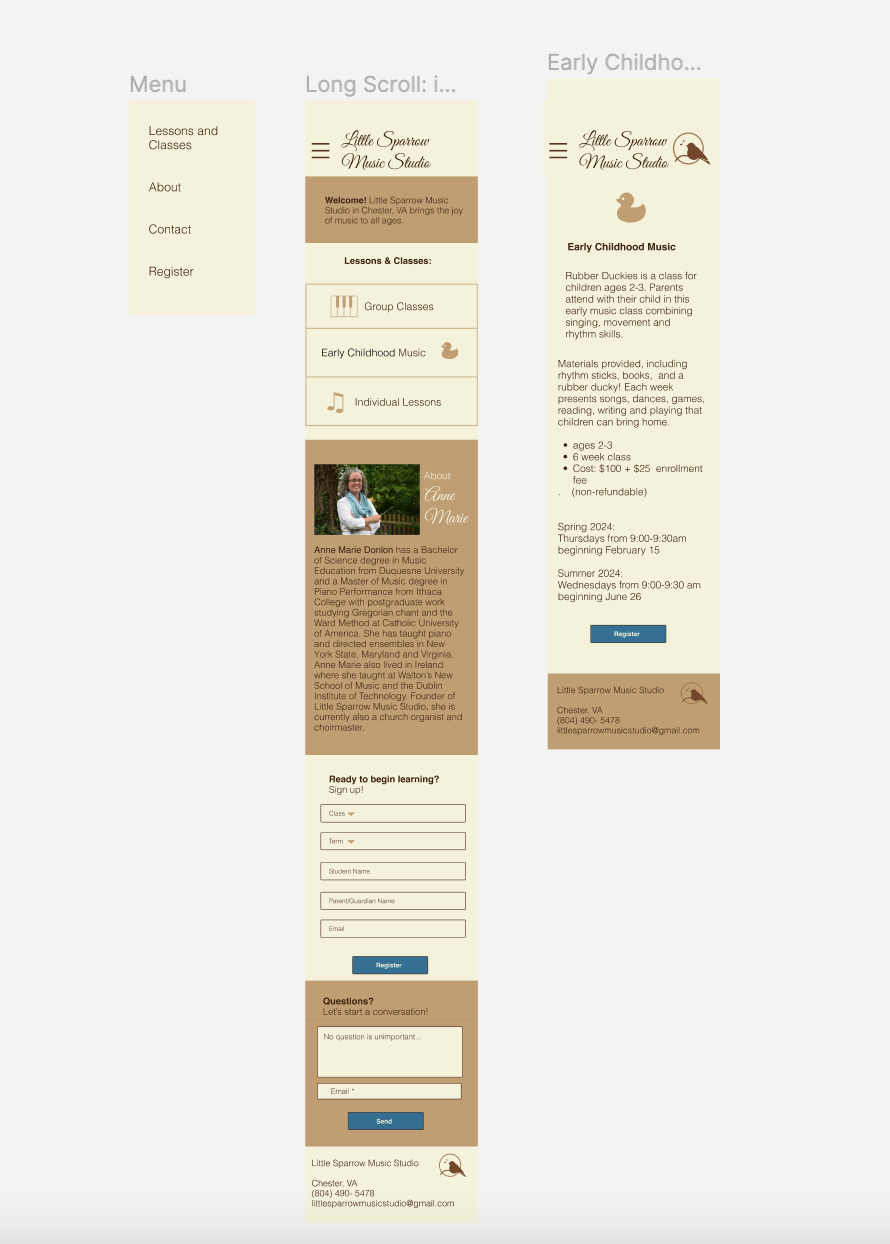 Menu
Lessons and
Classes
About
Contact
Register
Long Scroll: i...
Little Sparrow
Music Studio
Welcome! Little Sparrow Music
Studio in Chester, VA brings the joy
of music to all ages.
Lessons & Classes:
Group Classes
Early Childhood Music
Individual Lessons
About
Anne
Marie
Anne Marie Donlon has a Bachelor
of Science degree in Music
Education from Duquesne University
and a Master of Music degree in
Piano Performance from Ithaca
College with postgraduate work
studying Gregorian chant and the
Ward Method at Catholic University
of America. She has taught piano
and directed ensembles in New
York State, Maryland and Virginia.
Anne Marie also lived in Ireland
where she taught at Walton's New
School of Music and the Dublin
Institute of Technology. Founder of
Little Sparrow Music Studio, she is
currently also a church organist and
choirmaster.
Ready to begin learning?
Sign up!
Class
Term
Student Name
Parent/Guardian Name
Email
Register
Questions?
Let's start a conversation!
No question is unimportant...
Email *
Send
Little Sparrow Music Studio
Chester, VA
(804) 490- 5478
littlesparrowmusicstudio@gmail.com
Early Childho...
Little Sparrow
Music Studio
Early Childhood Music
Rubber Duckies is a class for
children ages 2-3. Parents
attend with their child in this
early music class combining
singing, movement and
rhythm skills.
Materials provided, including
rhythm sticks, books,  and a
rubber ducky! Each week
presents songs, dances, games,
reading, writing and playing that
children can bring home.
• ages 2-3
• 6 week class
• Cost: $100 + $25  enrollment
fee
.   (non-refundable)
Spring 2024:
Thursdays from 9:00-9:30am
beginning February 15
Summer 2024:
Wednesdays from 9:00-9:30 am
beginning June 26
Register
Little Sparrow Music Studio
Chester, VA
(804) 490- 5478
littlesparrowmusicstudio@gmail.com